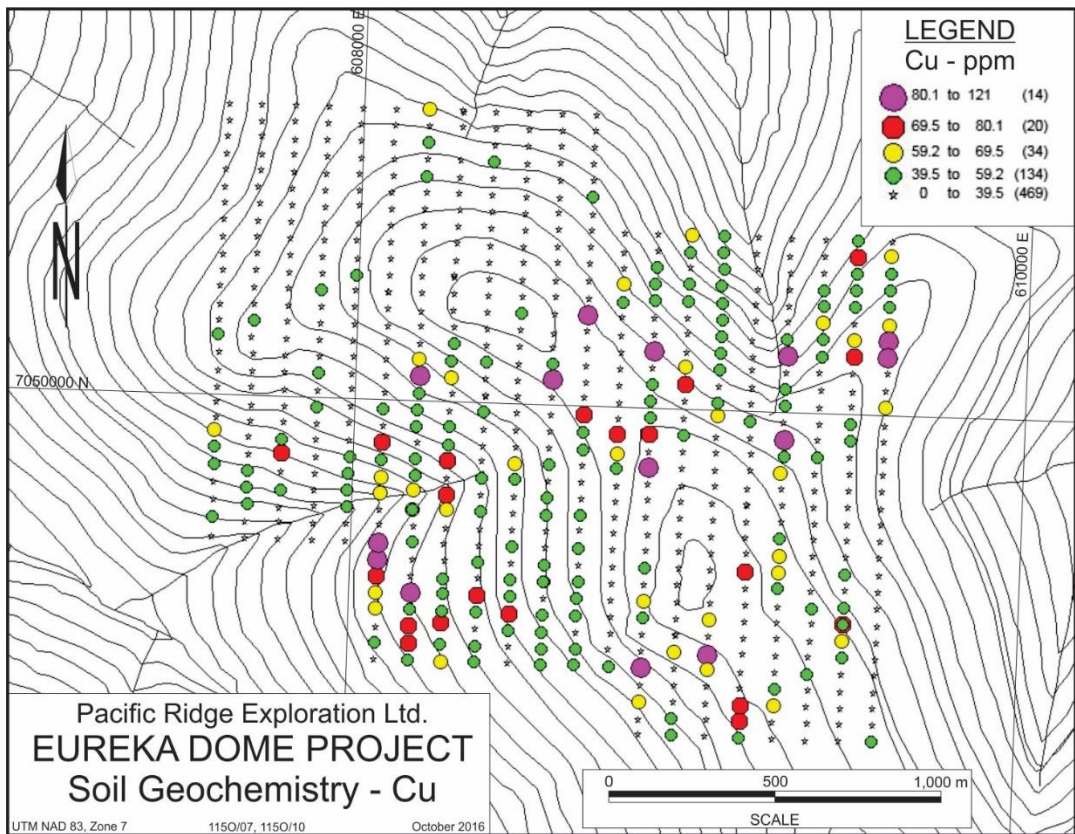 608000 E
LEGEND
Cu - ppm
80.1 to 121 (14)
69.5 to 80.1 (20)
59.2 to 69.5 (34)
39.5 to 59.2 (134)
0 to 39.5 (469)
N
610000 E
7050000 N
Pacific Ridge Exploration Ltd.
EUREKA DOME PROJECT
Soil Geochemistry - Cu
UTM NAD 83, Zone 7 115O/07, 115O/10 October 2016
0 500 1,000 m
SCALE